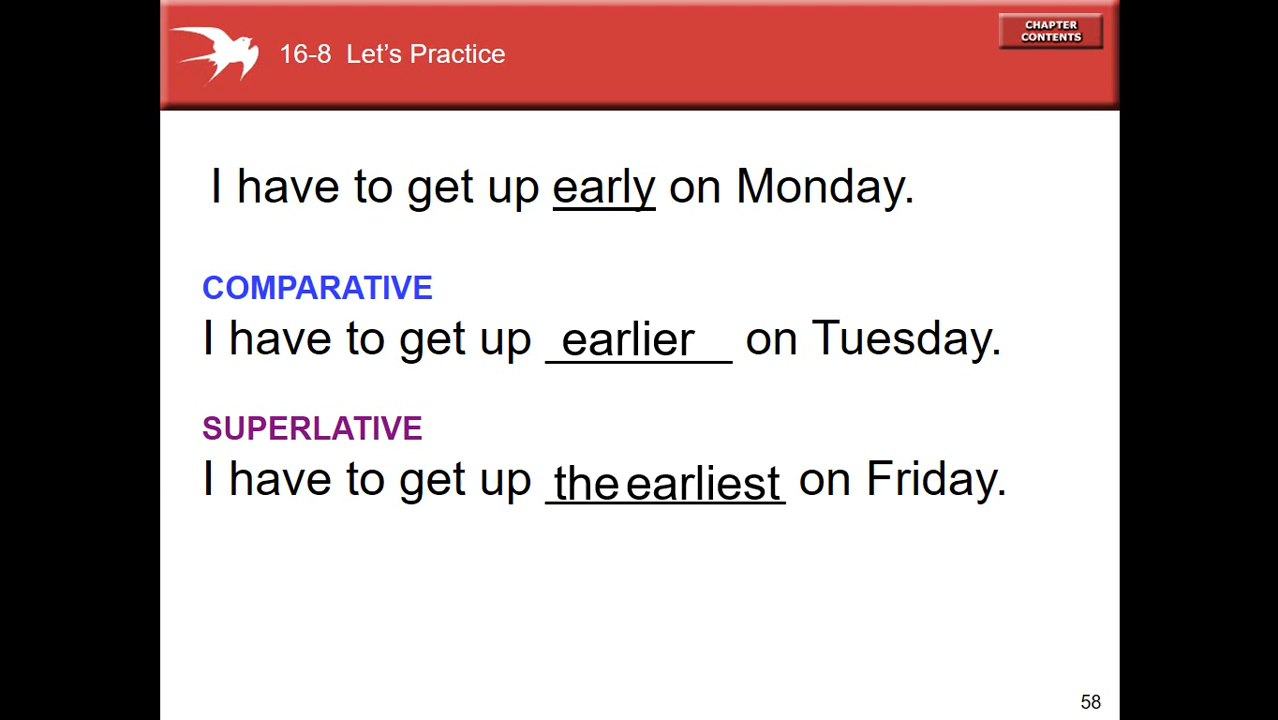 16-8 Let's Practice
CHAPTER
CONTENTS
I have to get up early on Monday.
COMPARATIVE
I have to get up earlier on Tuesday.
SUPERLATIVE
I have to get up the earliest on Friday.
58